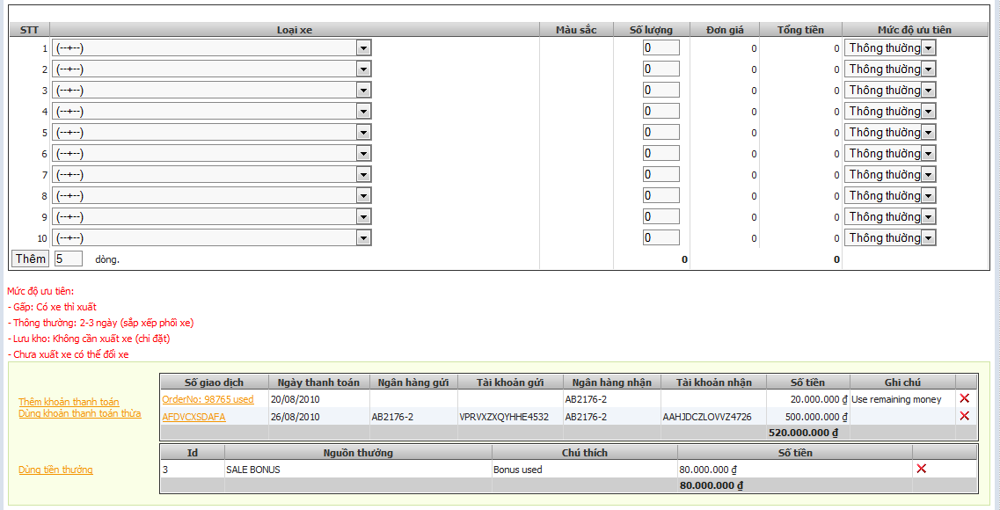 STT Loại xe Màu sắc Số lượng Đơn giá Tổng tiền Mức độ ưu tiên
1 (--+--) 0 0 0 Thông thường
2 (--+--) 0 0 0 Thông thường
3 (--+--) 0 0 0 Thông thường
4 (--+--) 0 0 0 Thông thường
5 (--+--) 0 0 0 Thông thường
6 (--+--) 0 0 0 Thông thường
7 (--+--) 0 0 0 Thông thường
8 (--+--) 0 0 0 Thông thường
9 (--+--) 0 0 0 Thông thường
10 (--+--) 0 0 0 Thông thường
Thêm 5 dòng. 0 0
Mức độ ưu tiên:
- Gấp: Có xe thì xuất
- Thông thường: 2-3 ngày (sắp xếp phối xe)
- Lưu kho: Không cần xuất xe (chỉ đặt)
- Chưa xuất xe có thể đổi xe
Số giao dịch Ngày thanh toán Ngân hàng gửi Tài khoản gửi Ngân hàng nhận Tài khoản nhận Số tiền Ghi chú
Thêm khoản thanh toán OrderNo: 98765 used 20/08/2010 AB2176-2 20.000.000 ₫ Use remaining money
Dùng khoản thanh toán thừa AFDVCXSDAFA 26/08/2010 AB2176-2 VPRVXZXQYHHE4532 AB2176-2 AAHJDCZLOVVZ4726 500.000.000 ₫
520.000.000 ₫
Id Nguồn thưởng Chú thích Số tiền
Dùng tiền thưởng 3 SALE BONUS Bonus used 80.000.000 ₫
80.000.000 ₫